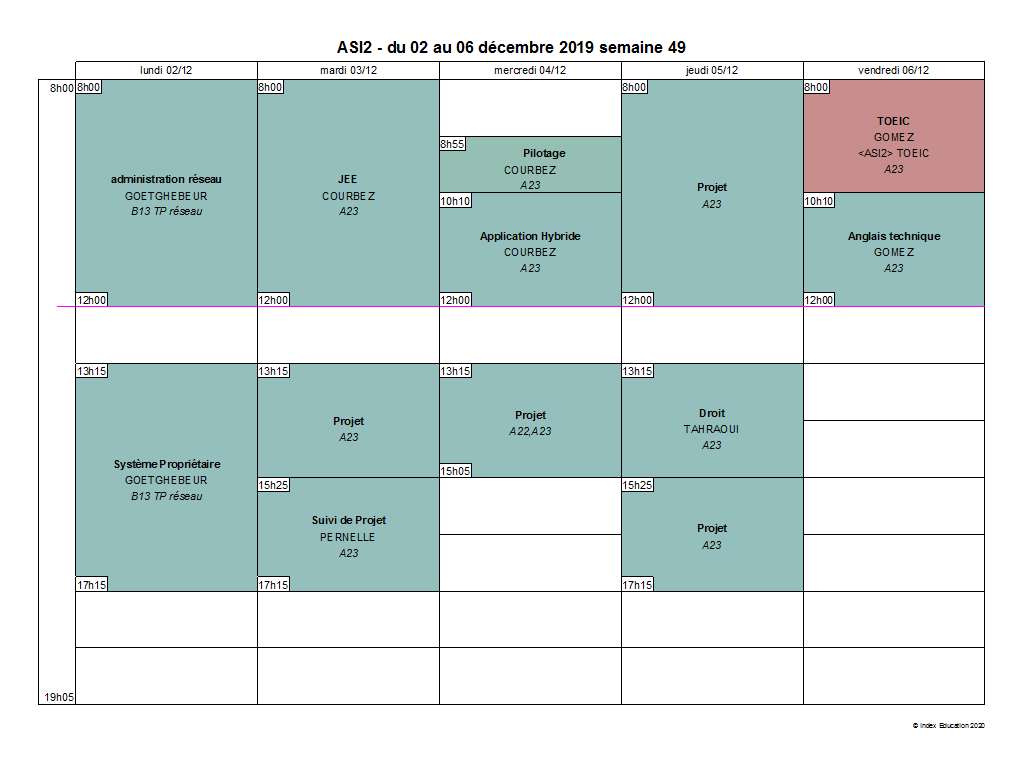 ASI2 - du 02 au 06 décembre 2019 semaine 49
lundi 02/12
mardi 03/12
mercredi 04/12
jeudi 05/12
vendredi 06/12
8h00
19h05
8h00
administration réseau
GOETGHEBEUR
B13 TP réseau
12h00
13h15
Système Propriétaire
GOETGHEBEUR
B13 TP réseau
17h15
8h00
JEE
COURBEZ
A23
12h00
13h15
Projet
A23
15h25
Suivi de Projet
PERNELLE
A23
17h15
8h55
Pilotage
COURBEZ
A23
10h10
Application Hybride
COURBEZ
A23
12h00
13h15
Projet
A22,A23
15h05
8h00
Projet
A23
12h00
13h15
Droit
TAHRAOUI
A23
15h25
Projet
A23
17h15
8h00
TOEIC
GOMEZ
<ASI2> TOEIC
A23
10h10
Anglais technique
GOMEZ
A23
12h00
© Index Education 2020